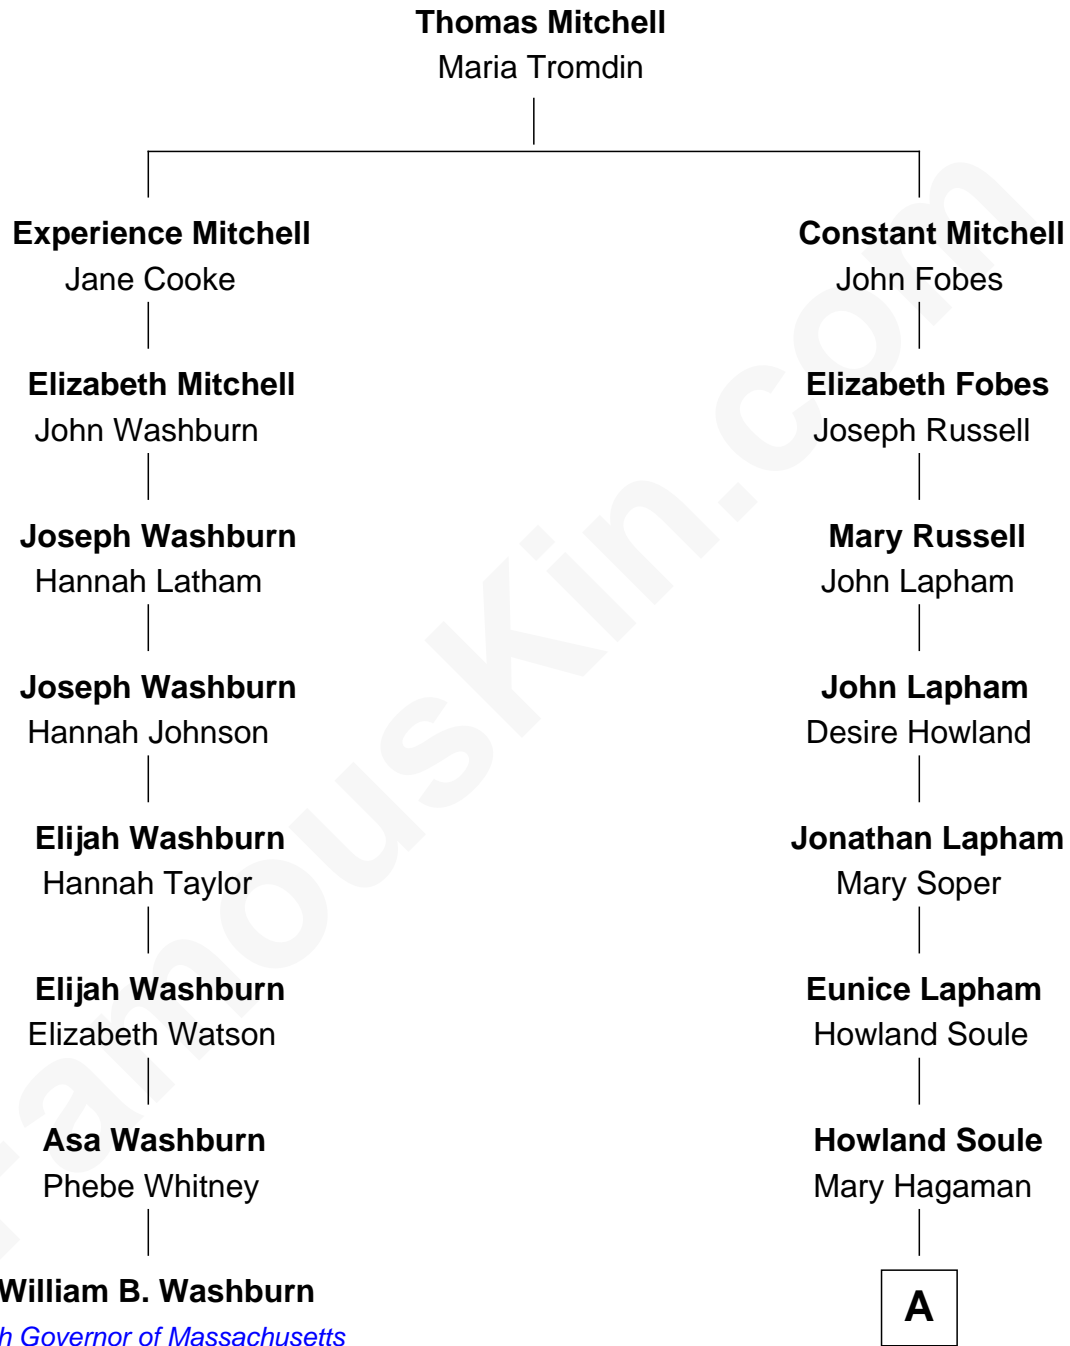 Thomas Mitchell
Maria Tromdin
Experience Mitchell
Jane Cooke
Constant Mitchell
John Fobes
Elizabeth Mitchell
John Washburn
Elizabeth Fobes
Joseph Russell
Joseph Washburn
Hannah Latham
Mary Russell
John Lapham
Joseph Washburn
Hannah Johnson
John Lapham
Desire Howland
Elijah Washburn
Hannah Taylor
Jonathan Lapham
Mary Soper
Elijah Washburn
Elizabeth Watson
Eunice Lapham
Howland Soule
Asa Washburn
Phebe Whitney
Howland Soule
Mary Hagaman
William B. Washburn
h Governor of Massachusetts
A
FamousKin.com